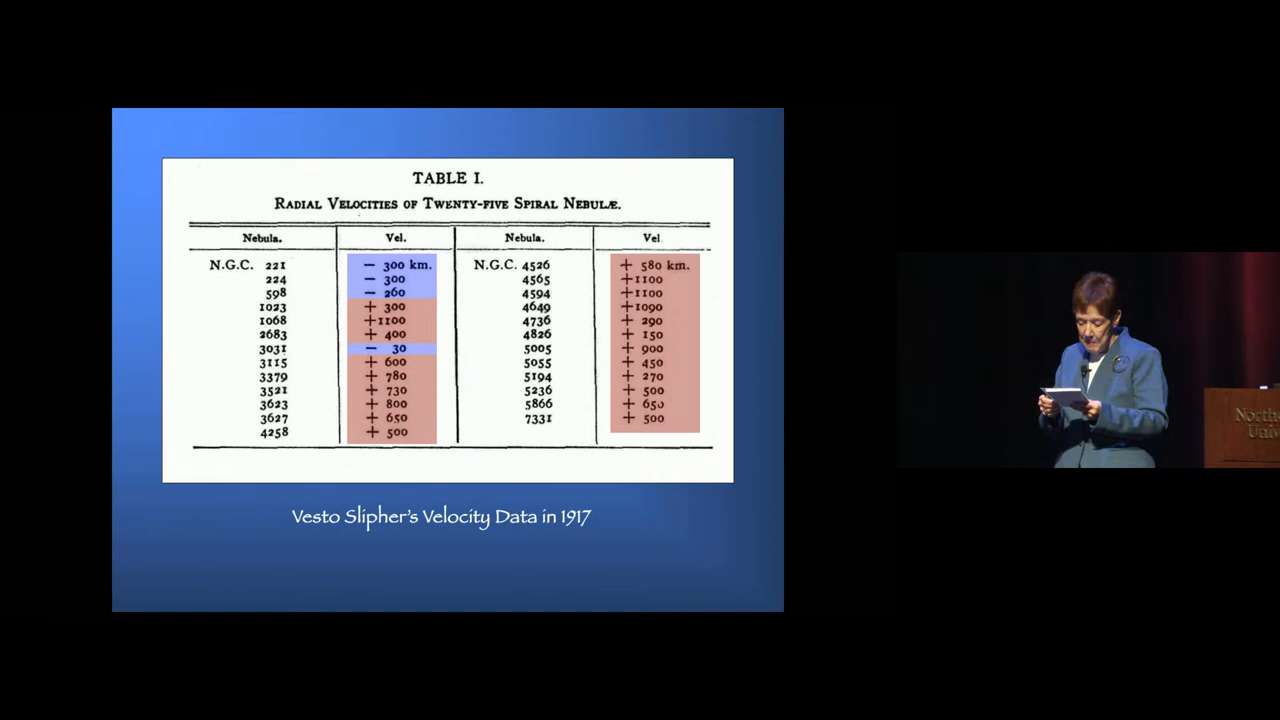 TABLE I.
RADIAL VELOCITIES OF TWENTY-FIVE SPIRAL NEBULÆ.
Nebula. Vel. Nebula. Vel
N.G.C. 221 − 300 km. N.G.C. 4526 + 580 km.
224 − 300 4565 +1100
598 − 260 4594 +1100
1023 + 300 4649 +1090
1068 +1100 4736 + 290
2683 + 400 4826 + 150
3031 − 30 5005 + 900
3115 + 600 5055 + 450
3379 + 780 5194 + 270
3521 + 730 5236 + 500
3623 + 800 5866 + 650
3627 + 650 7331 + 500
4258 + 500
Vesto Slipher's Velocity Data in 1917